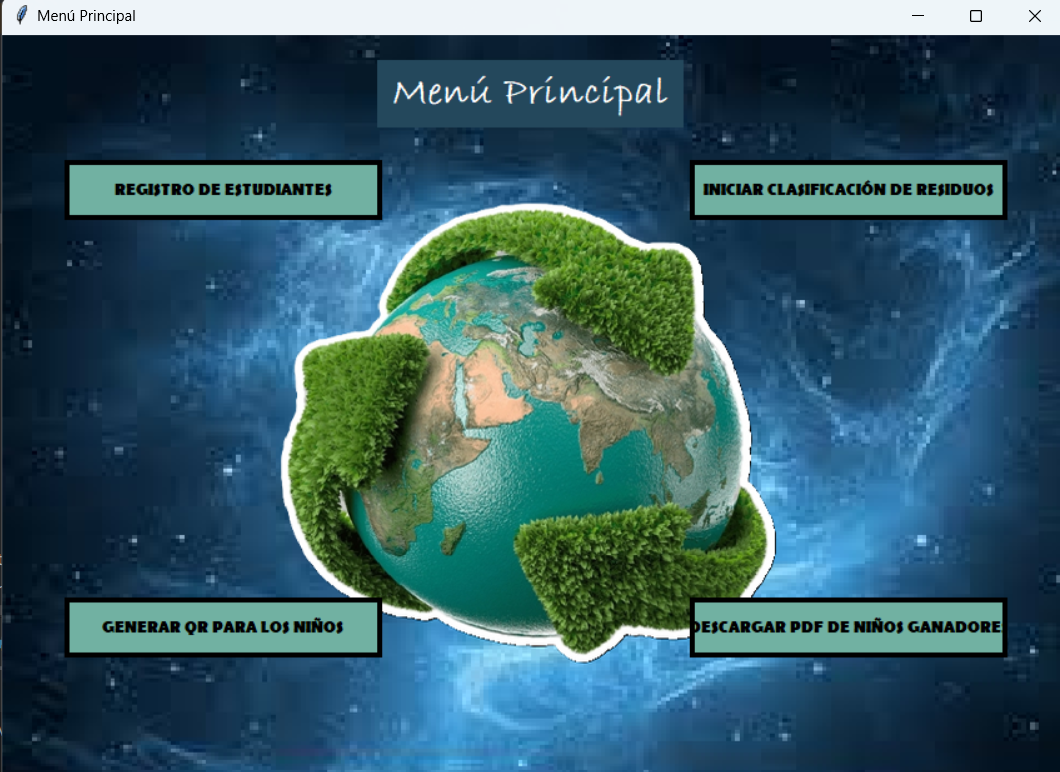 Menú Principal
Menú Principal
REGISTRO DE ESTUDIANTES
INICIAR CLASIFICACIÓN DE RESIDUOS
GENERAR QR PARA LOS NIÑOS
DESCARGAR PDF DE NIÑOS GANADORE